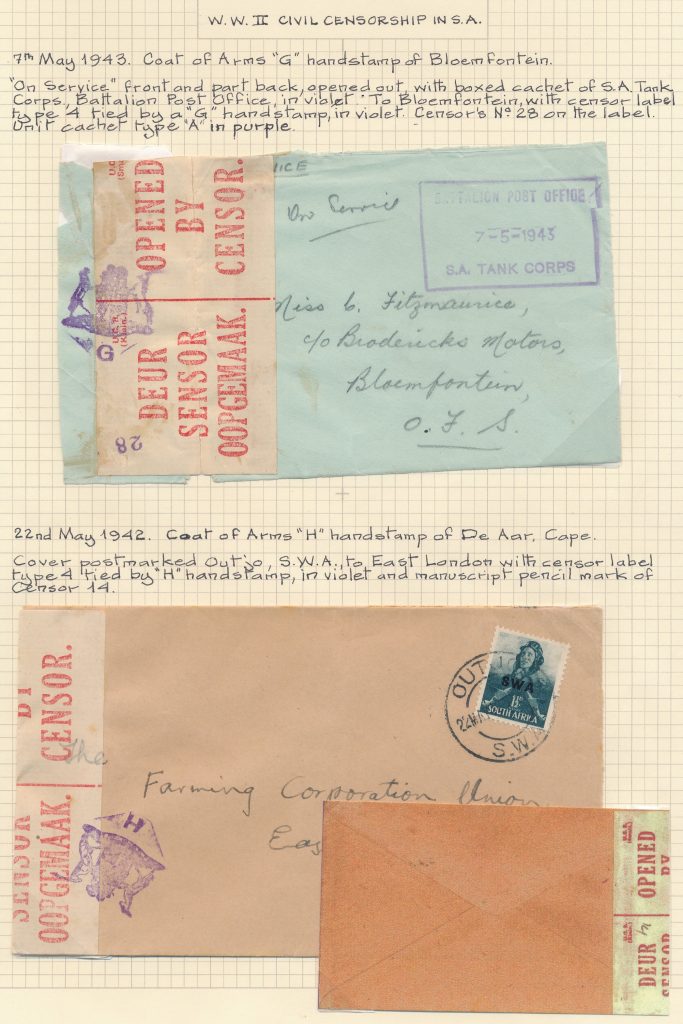 W.W.II CIVIL CENSORSHIP IN S.A.
7th May 1943. Coat of Arms "G" handstamp of Bloemfontein.
"On Service" front and part back, opened out, with boxed cachet of S.A. Tank
Corps, Battalion Post Office, in violet. To Bloemfontein, with censor label
type 4 tied by a "G" handstamp, in violet. Censor's No 28 on the label.
Unit cachet type "A" in purple.
OPENED
BY
CENSOR.
DEUR
SENSOR
OOPGEMAAK.
28
G
On Service
BATTALION POST OFFICE
7-5-1943
S.A. TANK CORPS
Miss C. Fitzmaurice,
c/o Brodericks Motors,
Bloemfontein,
O. F. S.
22nd May 1942. Coat of Arms "H" handstamp of De Aar, Cape.
Cover postmarked Outjo, S.W.A., to East London with censor label
type 4 tied by "H" handstamp, in violet and manuscript pencil mark of
Censor 14.
BY
CENSOR.
SENSOR
OOPGEMAAK.
H
SWA
SOUTH AFRICA
S.W.A
The
Farming Corporation Union
Eas
OPENED
BY
DEUR
SENSOR